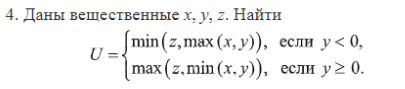 4. Даны вещественные x, y, z. Найти
U = { min(z,max(x,y)), если y < 0,
max(z,min(x,y)), если y ≥ 0.